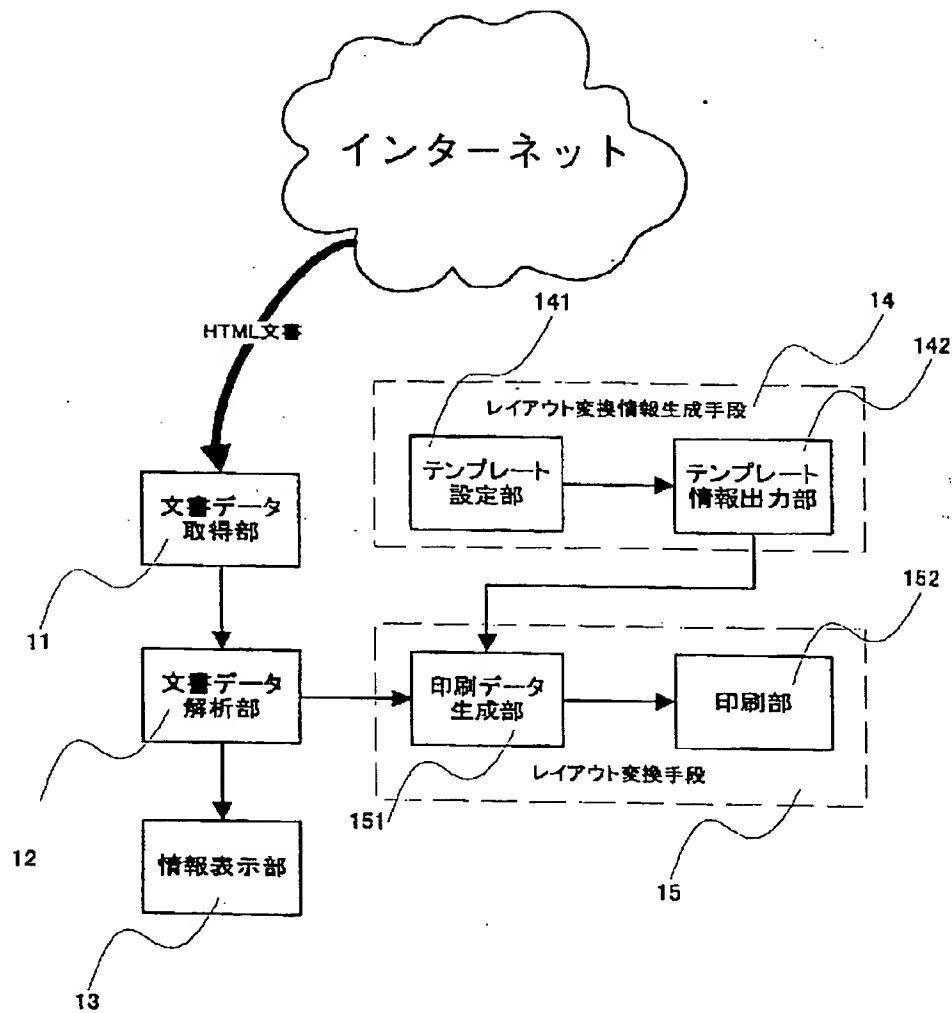 インターネット
HTML文書
141
14
142
レイアウト変換情報生成手段
テンプレート
設定部
テンプレート
情報出力部
文書データ
取得部
11
152
文書データ
解析部
印刷データ
生成部
印刷部
レイアウト変換手段
151
12
情報表示部
15
13